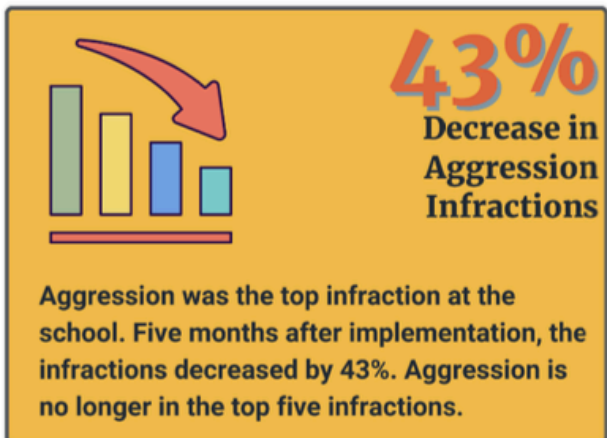 43%
Decrease in
Aggression
Infractions
Aggression was the top infraction at the
school. Five months after implementation, the
infractions decreased by 43%. Aggression is
no longer in the top five infractions.